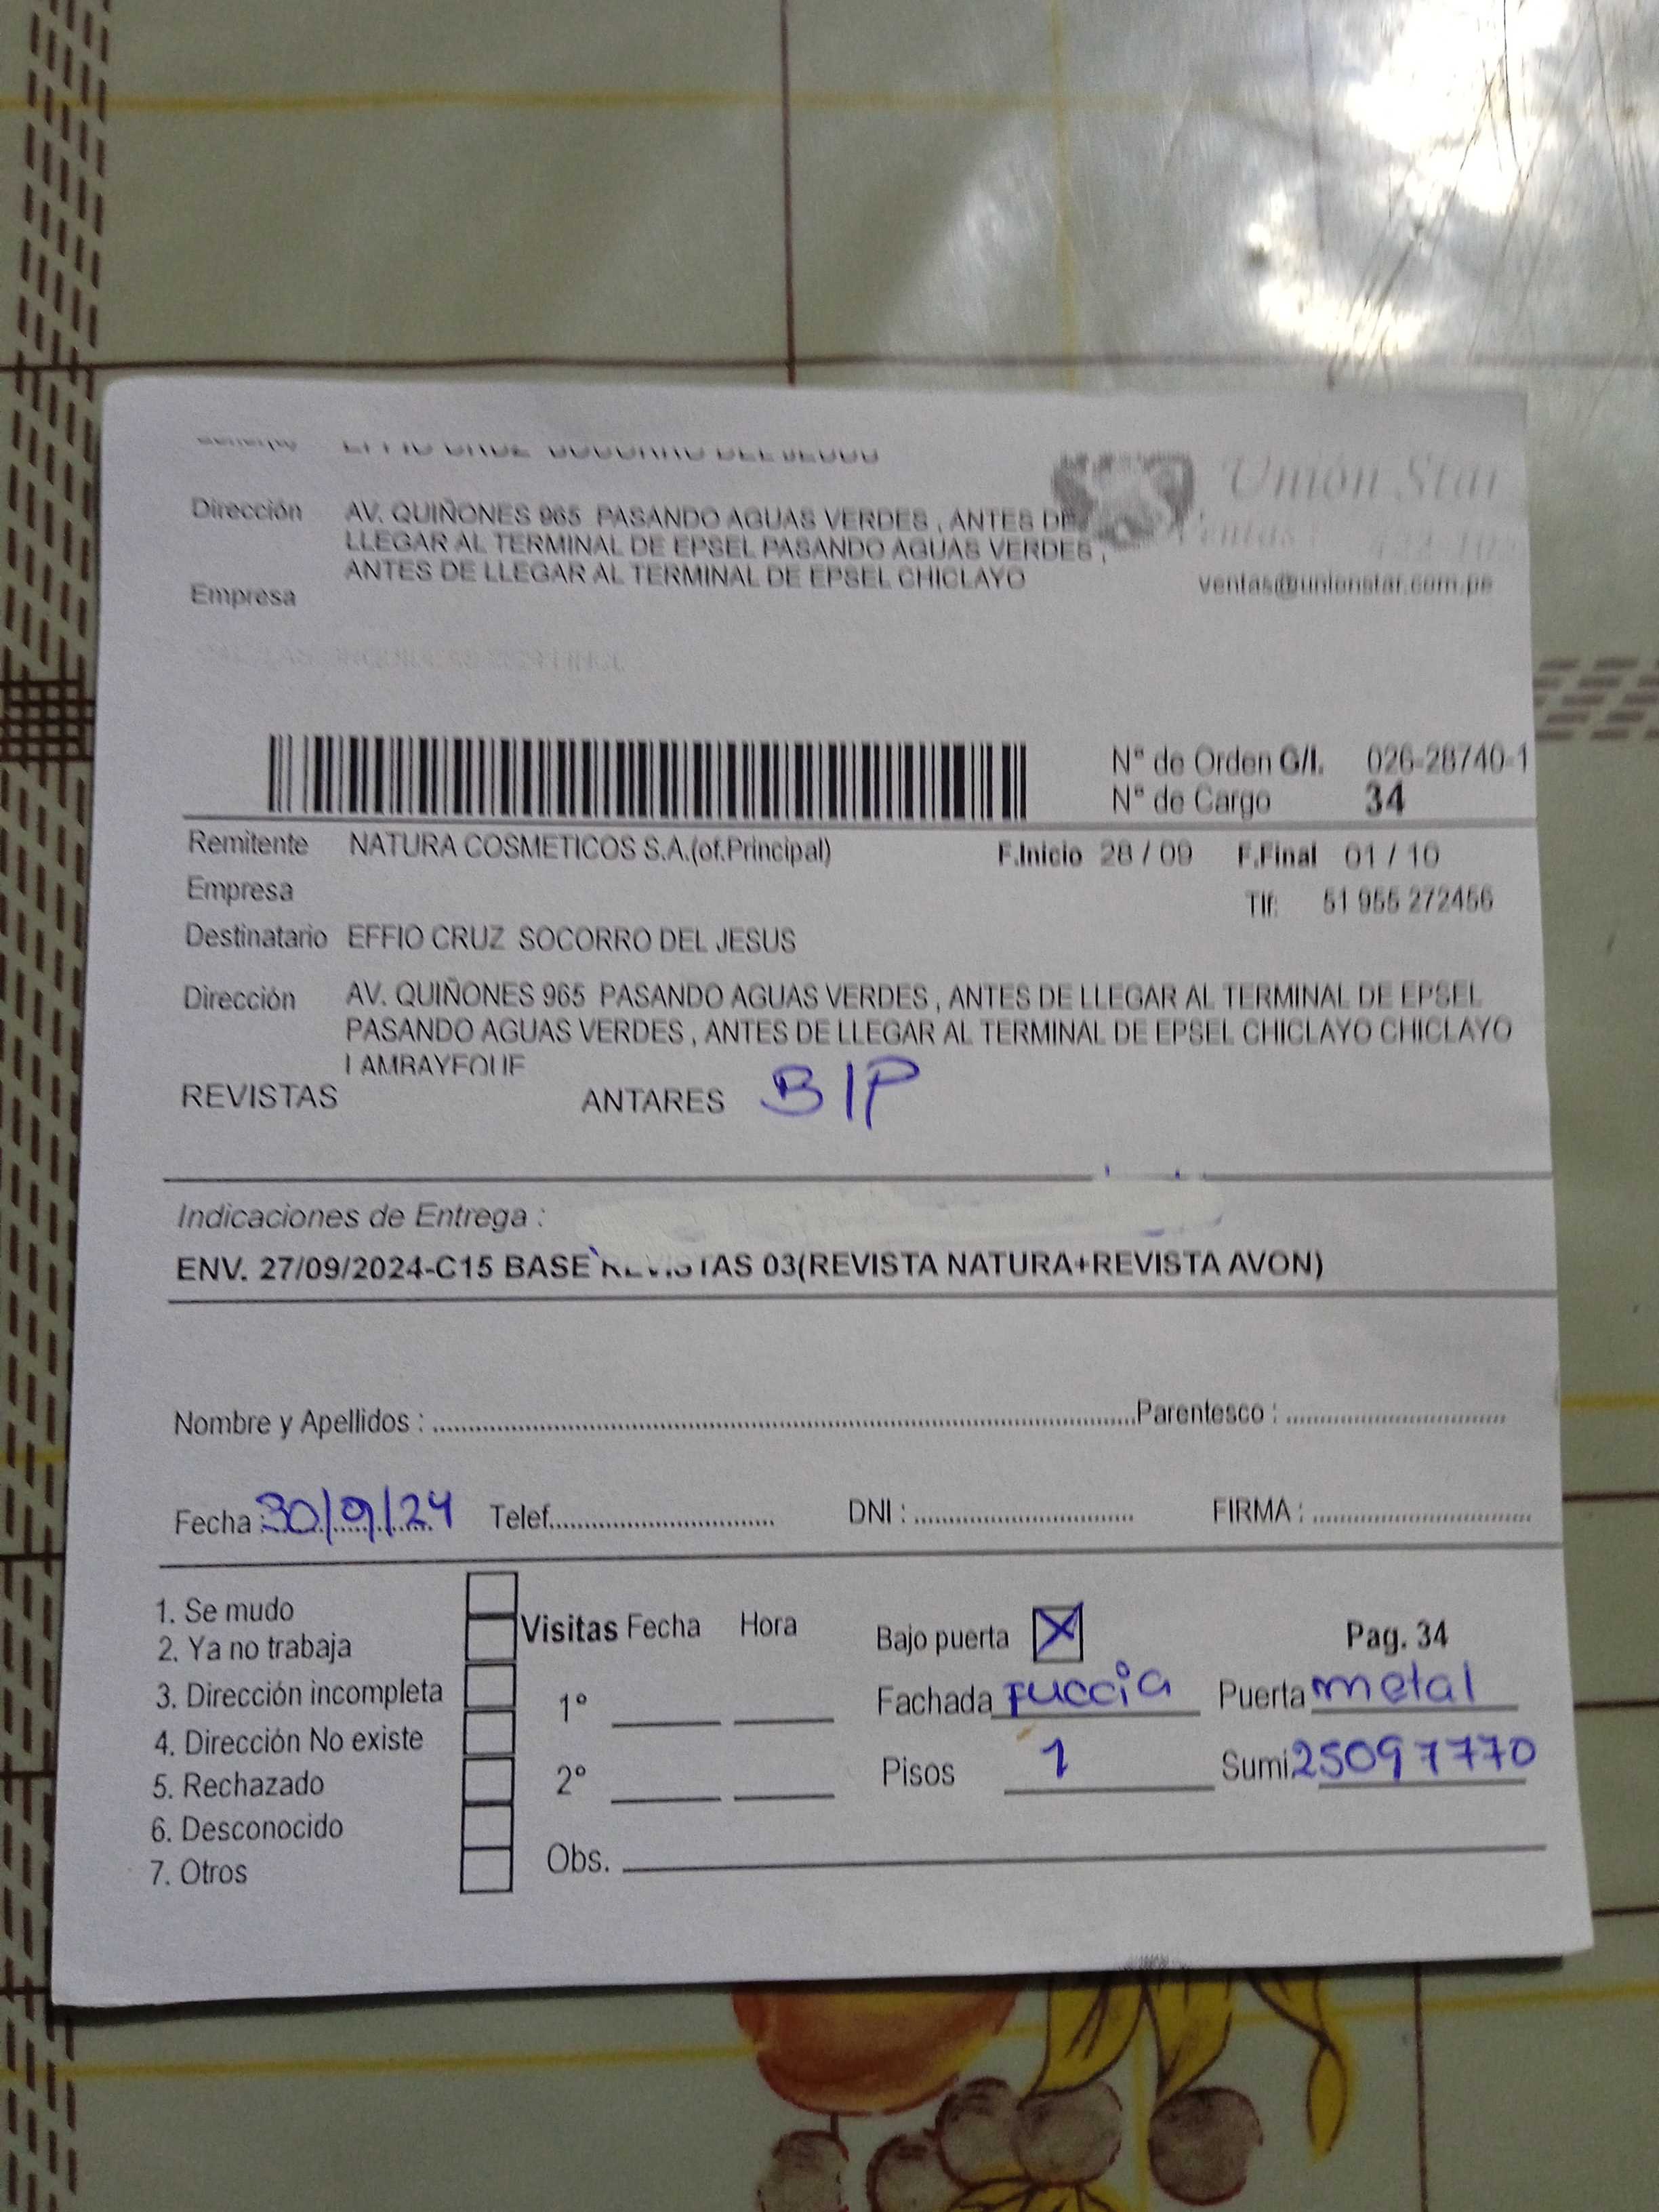 EFFIO CRUZ SOCORRO DEL JESUS
Unión Star
Dirección AV. QUIÑONES 965 PASANDO AGUAS VERDES , ANTES DE
LLEGAR AL TERMINAL DE EPSEL PASANDO AGUAS VERDES ,
ANTES DE LLEGAR AL TERMINAL DE EPSEL CHICLAYO
Ventas
ventas@unionstar.com.pe
Empresa
N° de Orden G/I. 026-28740-1
N° de Cargo 34
Remitente NATURA COSMETICOS S.A.(of.Principal) F.Inicio 28 / 09 F.Final 01 / 10
Empresa Tlf: 51 955 272456
Destinatario EFFIO CRUZ SOCORRO DEL JESUS
Dirección AV. QUIÑONES 965 PASANDO AGUAS VERDES , ANTES DE LLEGAR AL TERMINAL DE EPSEL
PASANDO AGUAS VERDES , ANTES DE LLEGAR AL TERMINAL DE EPSEL CHICLAYO CHICLAYO
LAMBAYEQUE
REVISTAS ANTARES B/P
Indicaciones de Entrega :
ENV. 27/09/2024-C15 BASE REVISTAS 03(REVISTA NATURA+REVISTA AVON)
Nombre y Apellidos : Parentesco :
Fecha : 30/9/24 Telef. DNI : FIRMA :
1. Se mudo
2. Ya no trabaja
3. Dirección incompleta
4. Dirección No existe
5. Rechazado
6. Desconocido
7. Otros
Visitas Fecha Hora
1°
2°
Obs.
Bajo puerta X Pag. 34
Fachada Fuccia Puerta metal
Pisos 1 Sumi 25097770